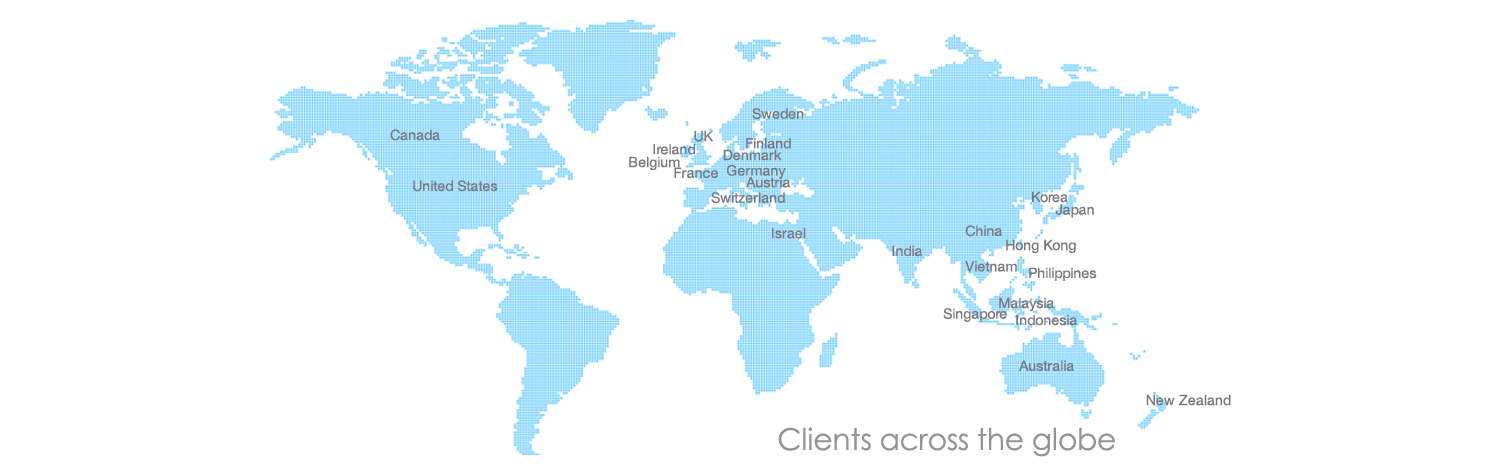 Sweden
Canada
UK
Finland
Ireland
Denmark
Belgium
France
Germany
Austria
United States
Switzerland
Korea
Japan
Israel
China
Hong Kong
India
Vietnam
Philippines
Malaysia
Singapore
Indonesia
Australia
New Zealand
Clients across the globe